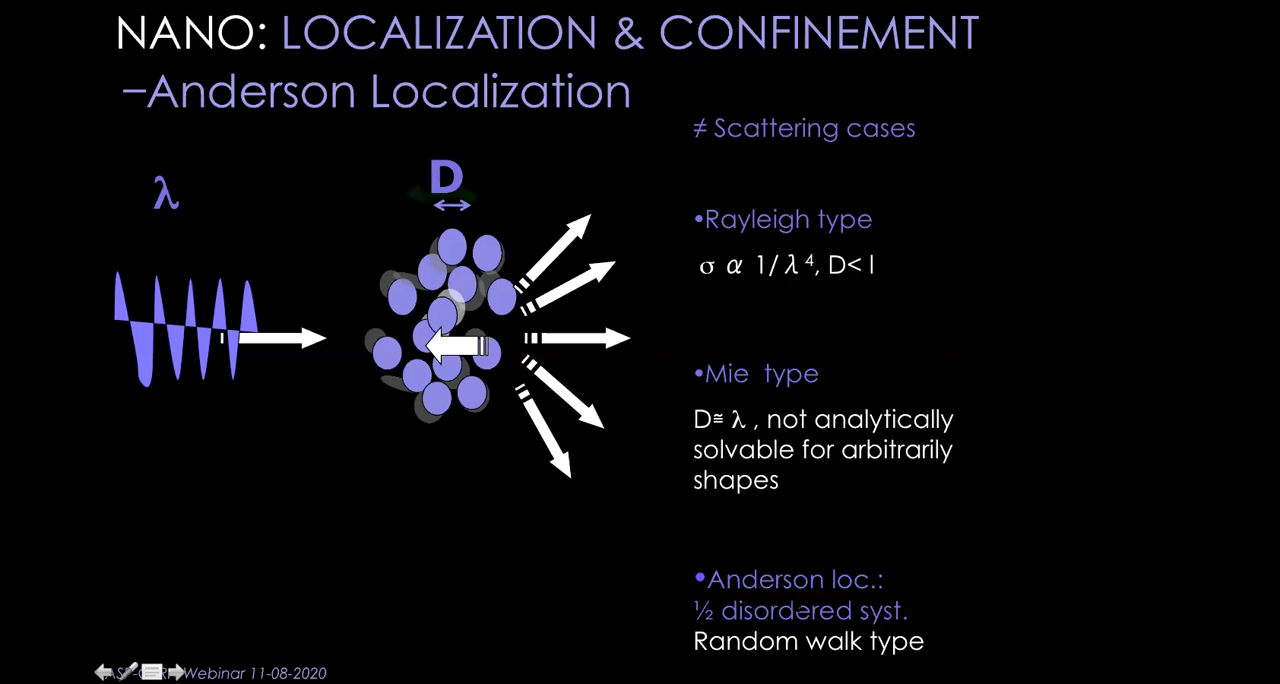 NANO: LOCALIZATION & CONFINEMENT
–Anderson Localization
≠ Scattering cases
λ
D
•Rayleigh type
σ α 1/ λ ⁴, D< l
•Mie type
D≅ λ , not analytically
solvable for arbitrarily
shapes
•Anderson loc.:
½ disordered syst.
Random walk type
Webinar 11-08-2020